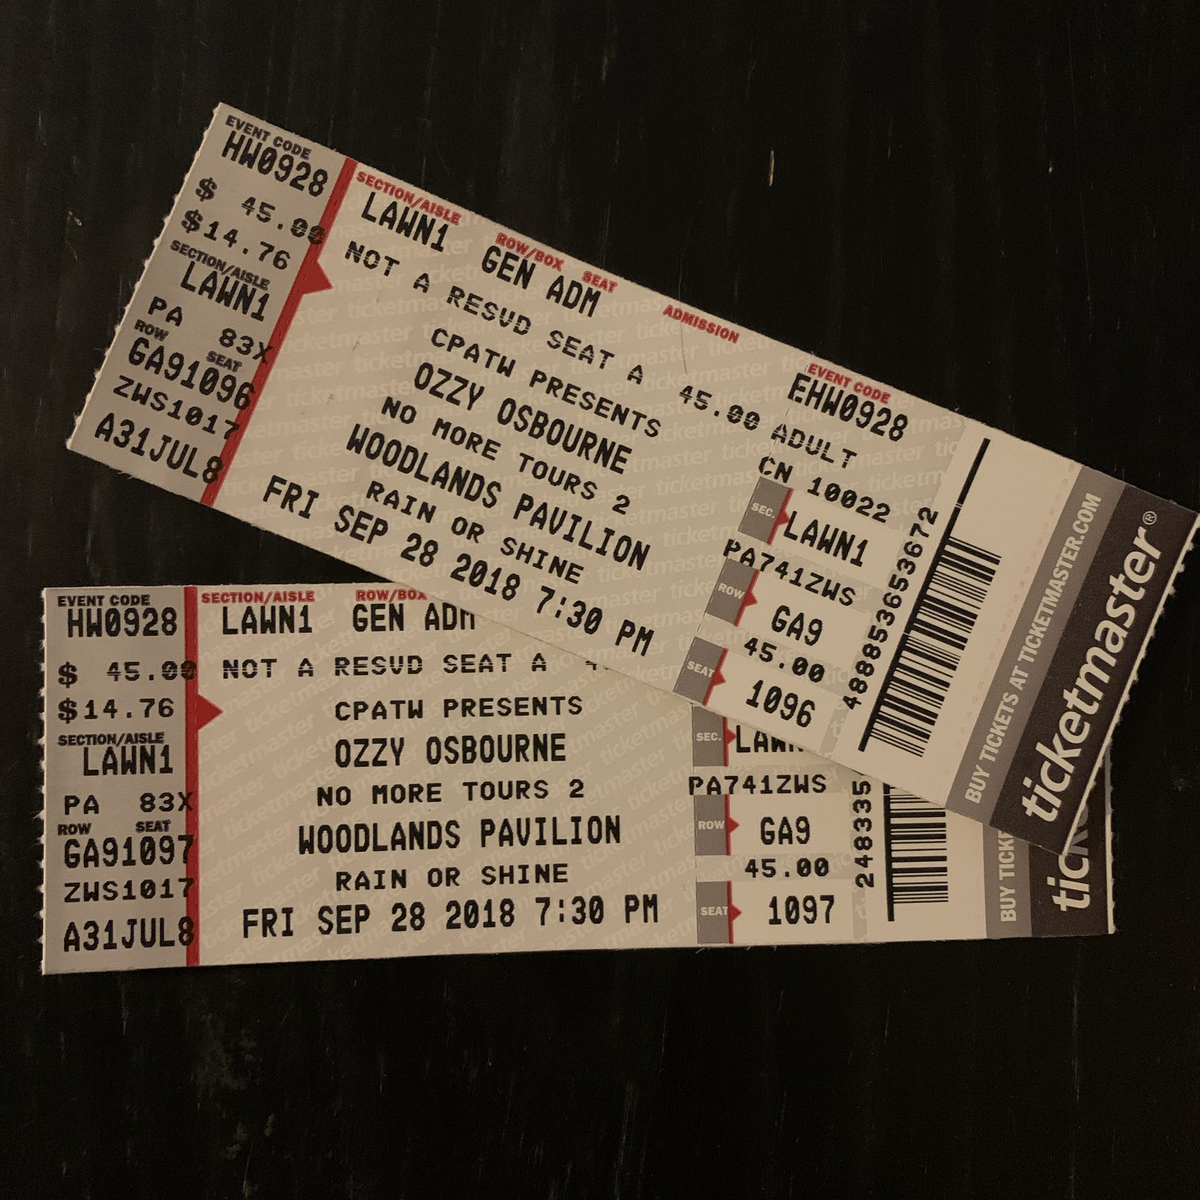 EVENT CODE
HW0928
$ 45.00
$14.76
SECTION/AISLE
LAWN1
PA 83X
ROW SEAT
GA91096
ZWS1017
A31JUL8
SECTION/AISLE ROW/BOX SEAT ADMISSION EVENT CODE
LAWN1 GEN ADM EHW0928
NOT A RESVD SEAT A 45.00 ADULT
CPATW PRESENTS
OZZY OSBOURNE
NO MORE TOURS 2
WOODLANDS PAVILION
RAIN OR SHINE
FRI SEP 28 2018 7:30 PM
CN 10022
SEC. LAWN1
PA741ZWS
ROW GA9
45.00
SEAT 1096
488853653672
BUY TICKETS AT TICKETMASTER.COM
ticketmaster®
EVENT CODE
HW0928
$ 45.00
$14.76
SECTION/AISLE
LAWN1
PA 83X
ROW SEAT
GA91097
ZWS1017
A31JUL8
SECTION/AISLE ROW/BOX
LAWN1 GEN ADM
NOT A RESVD SEAT A
CPATW PRESENTS
OZZY OSBOURNE
NO MORE TOURS 2
WOODLANDS PAVILION
RAIN OR SHINE
FRI SEP 28 2018 7:30 PM
SEC.
PA741ZWS
ROW GA9
45.00
SEAT 1097
248335
BUY